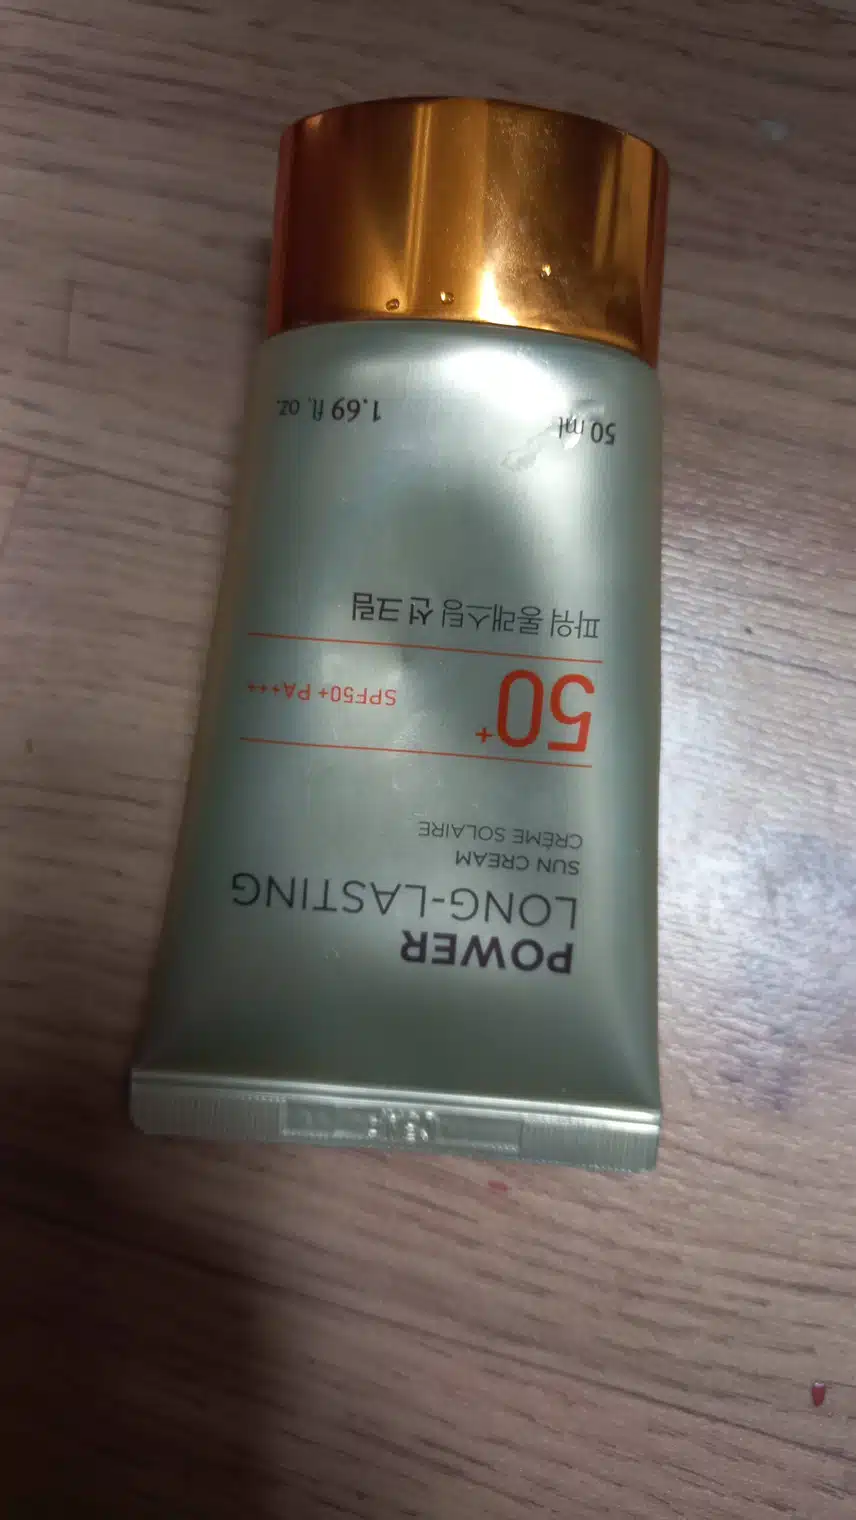 POWER
LONG-LASTING
SUN CREAM
CRÈME SOLAIRE
50+ SPF50+ PA+++
파워 롱래스팅 선 크림
50 ml 1.69 fl. oz.